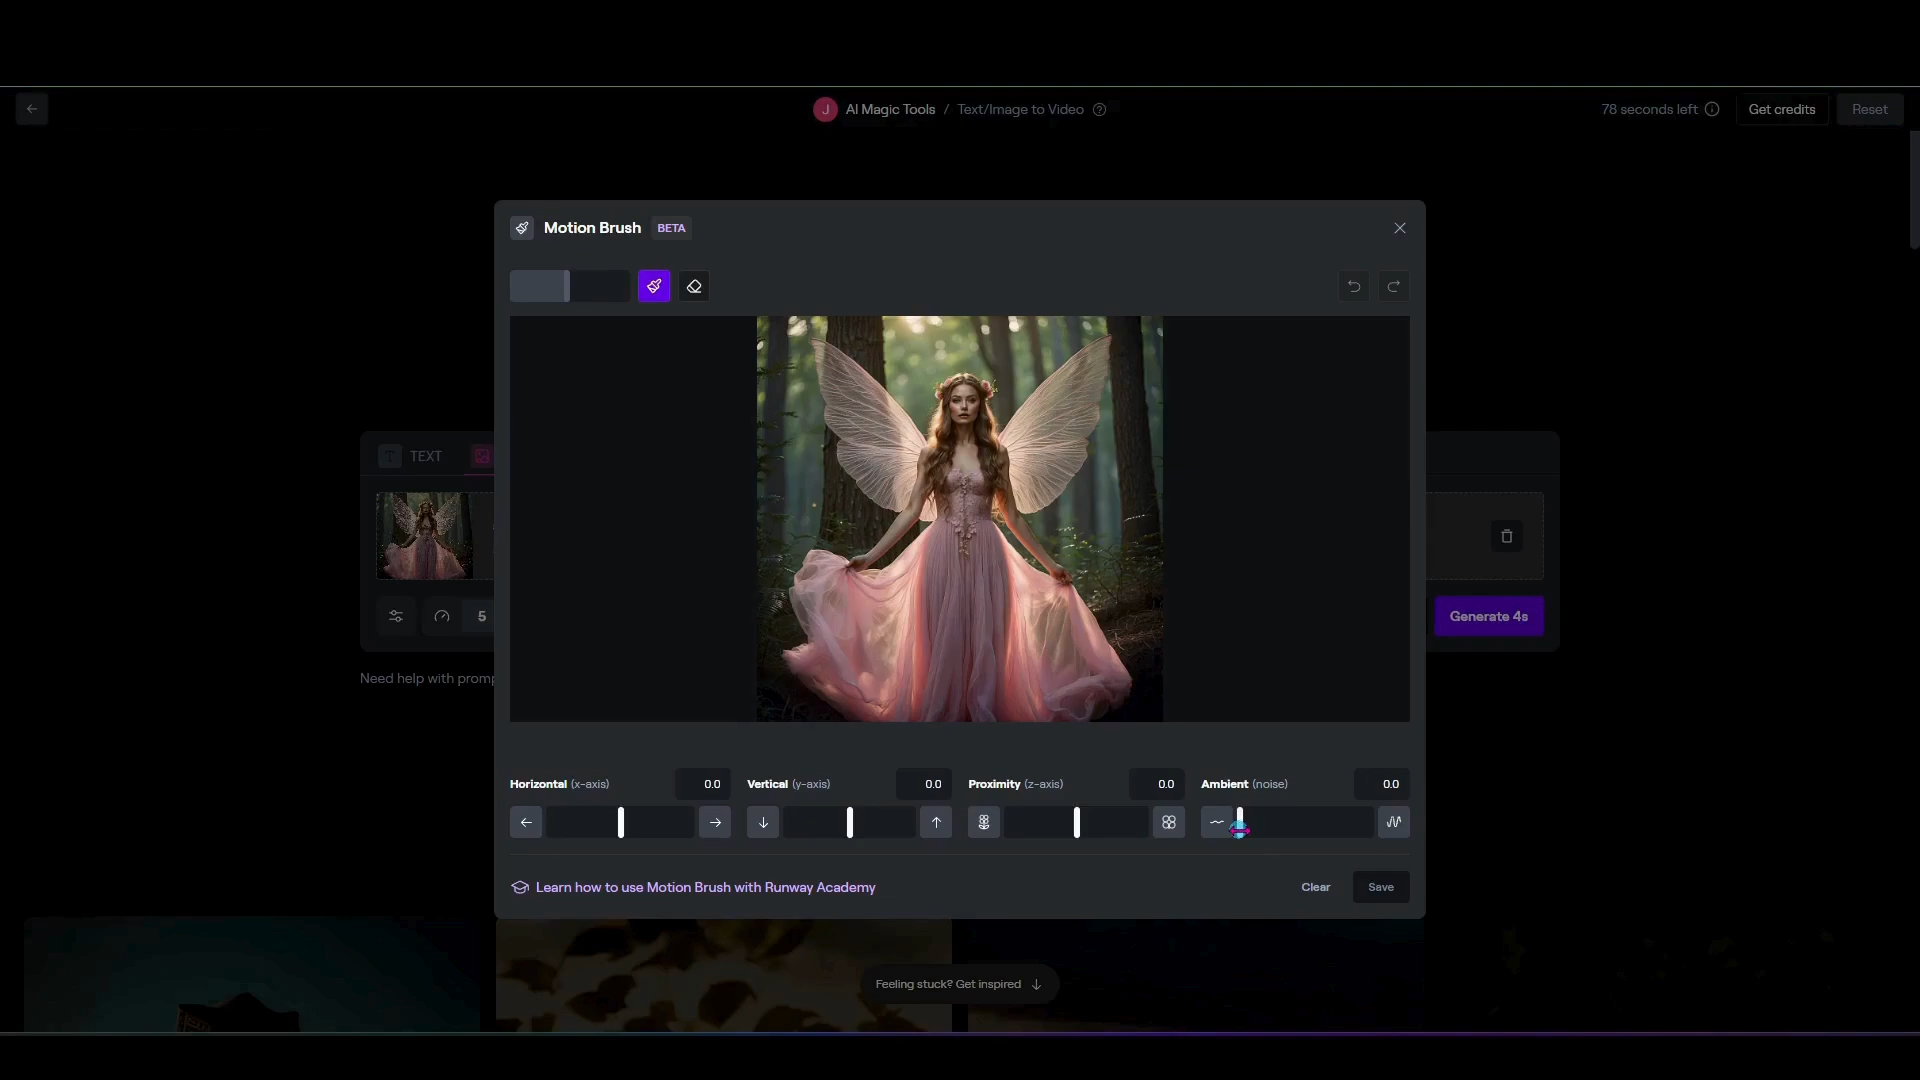 J AI Magic Tools / Text/Image to Video
78 seconds left
Get credits
Reset
Motion Brush BETA
TEXT
5
Generate 4s
Need help with promp
Horizontal (x-axis) 0.0
Vertical (y-axis) 0.0
Proximity (z-axis) 0.0
Ambient (noise) 0.0
Learn how to use Motion Brush with Runway Academy
Clear
Save
Feeling stuck? Get inspired